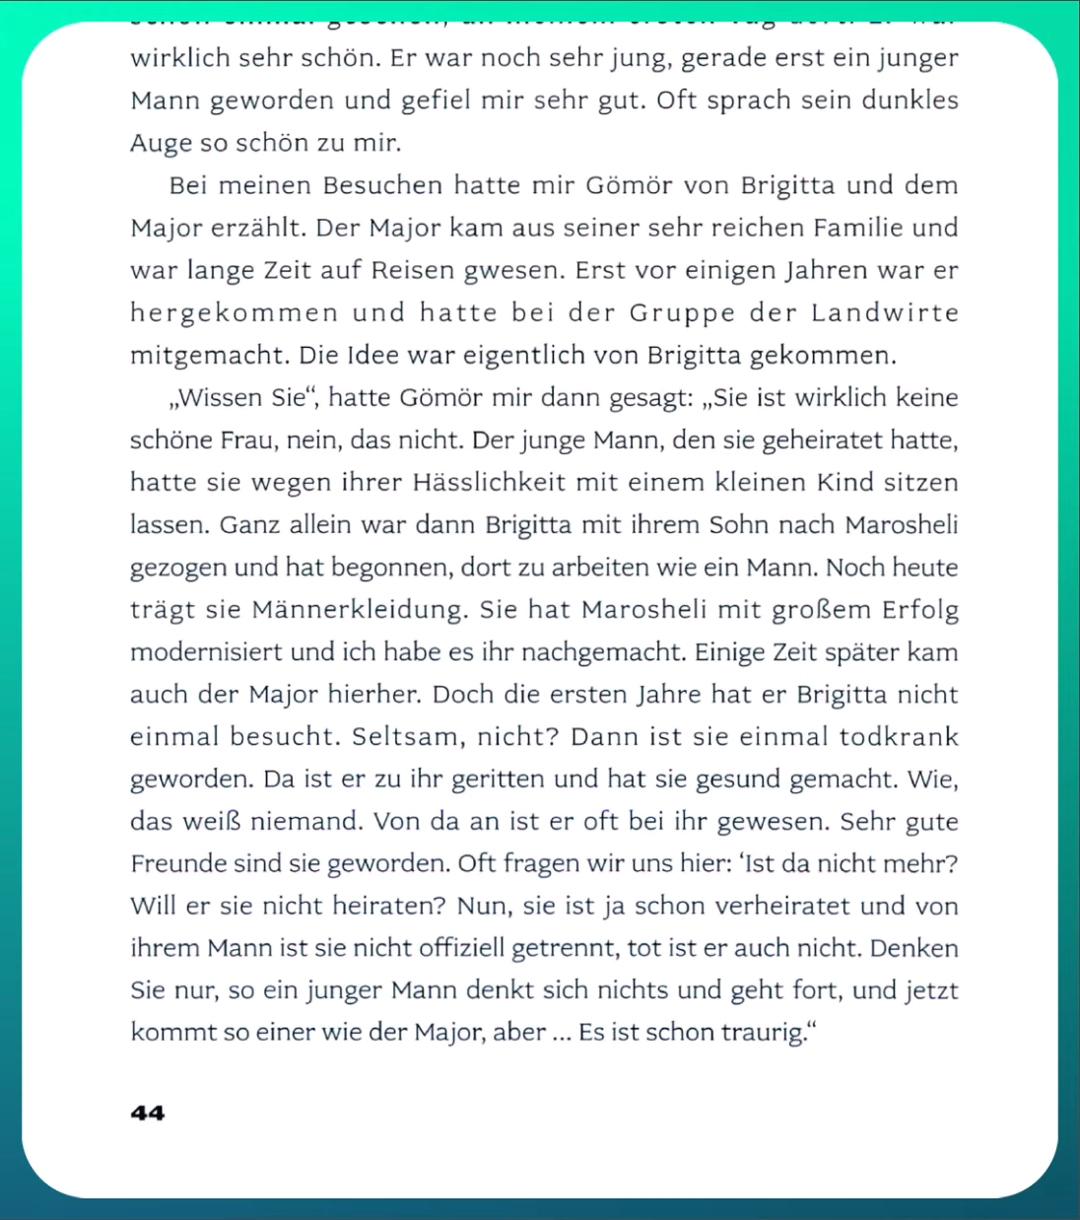 wirklich sehr schön. Er war noch sehr jung, gerade erst ein junger
Mann geworden und gefiel mir sehr gut. Oft sprach sein dunkles
Auge so schön zu mir.
Bei meinen Besuchen hatte mir Gömör von Brigitta und dem
Major erzählt. Der Major kam aus seiner sehr reichen Familie und
war lange Zeit auf Reisen gwesen. Erst vor einigen Jahren war er
hergekommen und hatte bei der Gruppe der Landwirte
mitgemacht. Die Idee war eigentlich von Brigitta gekommen.
„Wissen Sie“, hatte Gömör mir dann gesagt: „Sie ist wirklich keine
schöne Frau, nein, das nicht. Der junge Mann, den sie geheiratet hatte,
hatte sie wegen ihrer Hässlichkeit mit einem kleinen Kind sitzen
lassen. Ganz allein war dann Brigitta mit ihrem Sohn nach Marosheli
gezogen und hat begonnen, dort zu arbeiten wie ein Mann. Noch heute
trägt sie Männerkleidung. Sie hat Marosheli mit großem Erfolg
modernisiert und ich habe es ihr nachgemacht. Einige Zeit später kam
auch der Major hierher. Doch die ersten Jahre hat er Brigitta nicht
einmal besucht. Seltsam, nicht? Dann ist sie einmal todkrank
geworden. Da ist er zu ihr geritten und hat sie gesund gemacht. Wie,
das weiß niemand. Von da an ist er oft bei ihr gewesen. Sehr gute
Freunde sind sie geworden. Oft fragen wir uns hier: ‘Ist da nicht mehr?
Will er sie nicht heiraten? Nun, sie ist ja schon verheiratet und von
ihrem Mann ist sie nicht offiziell getrennt, tot ist er auch nicht. Denken
Sie nur, so ein junger Mann denkt sich nichts und geht fort, und jetzt
kommt so einer wie der Major, aber ... Es ist schon traurig.“
44